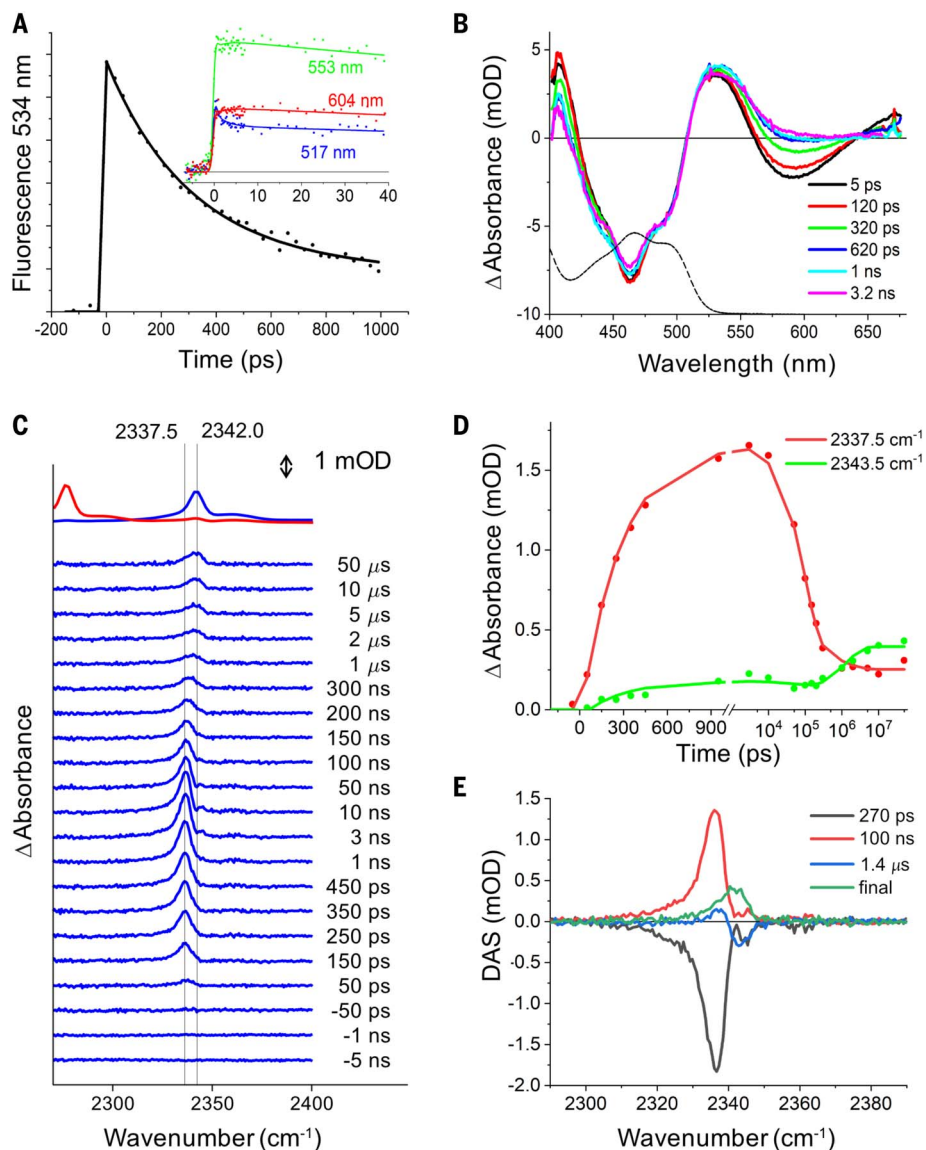 A
Fluorescence 534 nm
553 nm
604 nm
517 nm
0 10 20 30 40
-200 0 200 400 600 800 1000
Time (ps)
B
Δ Absorbance (mOD)
5
0
-5
-10
5 ps
120 ps
320 ps
620 ps
1 ns
3.2 ns
400 450 500 550 600 650
Wavelength (nm)
C
2337.5 2342.0
1 mOD
Δ Absorbance
50 μs
10 μs
5 μs
2 μs
1 μs
300 ns
200 ns
150 ns
100 ns
50 ns
10 ns
3 ns
1 ns
450 ps
350 ps
250 ps
150 ps
50 ps
-50 ps
-1 ns
-5 ns
2300 2350 2400
Wavenumber (cm⁻¹)
D
Δ Absorbance (mOD)
2.0
1.5
1.0
0.5
0.0
2337.5 cm⁻¹
2343.5 cm⁻¹
0 300 600 900 10⁴ 10⁵ 10⁶ 10⁷
Time (ps)
E
DAS (mOD)
1.5
1.0
0.5
0.0
-0.5
-1.0
-1.5
-2.0
270 ps
100 ns
1.4 μs
final
2300 2320 2340 2360 2380
Wavenumber (cm⁻¹)